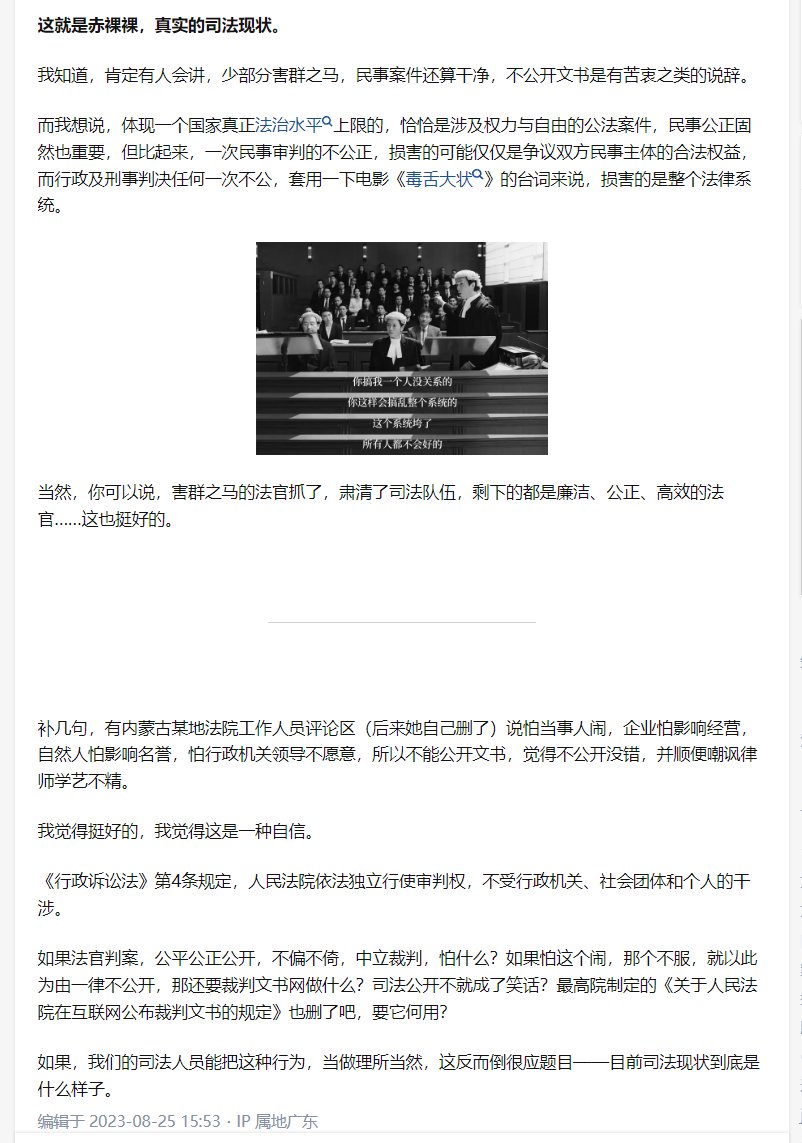 这就是赤裸裸，真实的司法现状。
我知道，肯定有人会讲，少部分害群之马，民事案件还算干净，不公开文书是有苦衷之类的说辞。
而我想说，体现一个国家真正法治水平上限的，恰恰是涉及权力与自由的公法案件，民事公正固
然也重要，但比起来，一次民事审判的不公正，损害的可能仅仅是争议双方民事主体的合法权益，
而行政及刑事判决任何一次不公，套用一下电影《毒舌大状》的台词来说，损害的是整个法律系
统。
你搞我一个人没关系的
你这样会搞乱整个系统的
这个系统垮了
所有人都不会好的
当然，你可以说，害群之马的法官抓了，肃清了司法队伍，剩下的都是廉洁、公正、高效的法
官......这也挺好的。
补几句，有内蒙古某地法院工作人员评论区（后来她自己删了）说怕当事人闹，企业怕影响经营，
自然人怕影响名誉，怕行政机关领导不愿意，所以不能公开文书，觉得不公开没错，并顺便嘲讽律
师学艺不精。
我觉得挺好的，我觉得这是一种自信。
《行政诉讼法》第4条规定，人民法院依法独立行使审判权，不受行政机关、社会团体和个人的干
涉。
如果法官判案，公平公正公开，不偏不倚，中立裁判，怕什么？如果怕这个闹，那个不服，就以此
为由一律不公开，那还要裁判文书网做什么？司法公开不就成了笑话？最高院制定的《关于人民法
院在互联网公布裁判文书的规定》也删了吧，要它何用？
如果，我们的司法人员能把这种行为，当做理所当然，这反而倒很应题目——目前司法现状到底是
什么样子。
编辑于 2023-08-25 15:53 · IP 属地广东